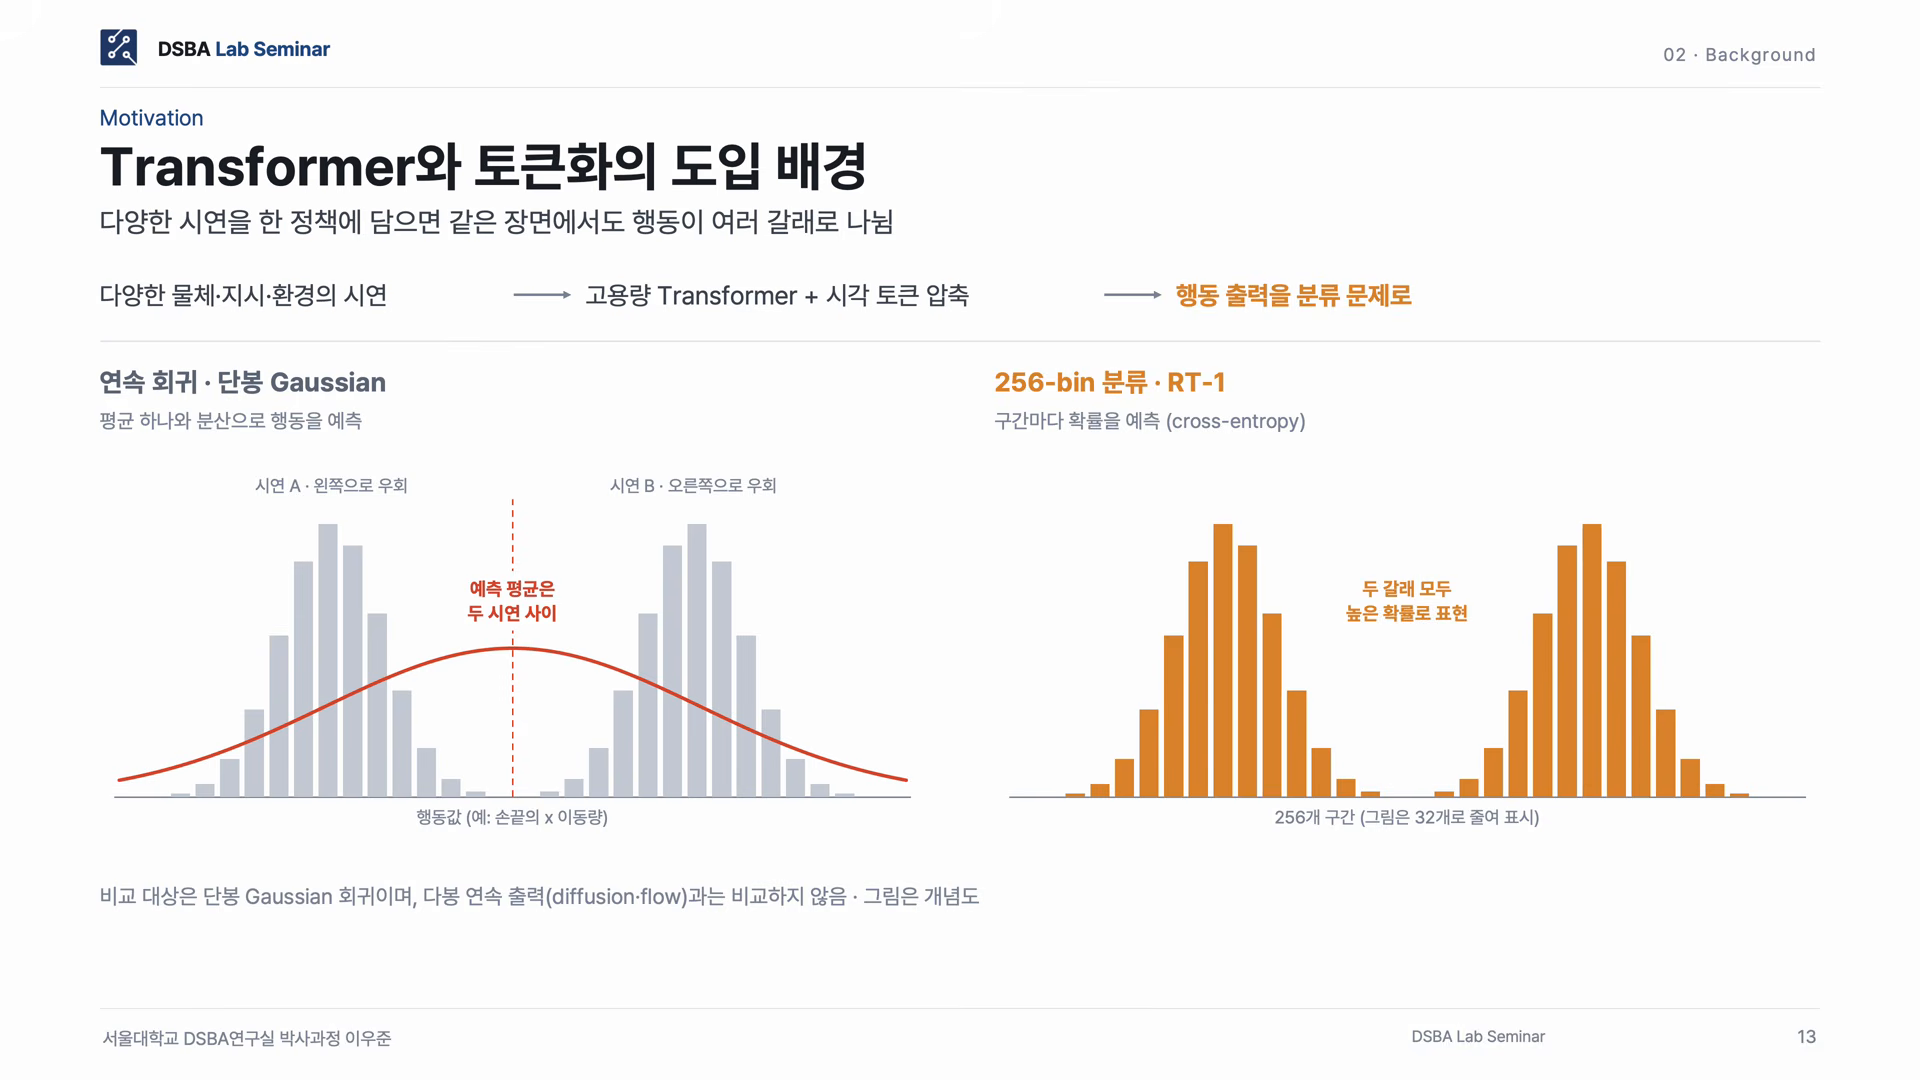 DSBA Lab Seminar
02 · Background
Motivation
Transformer와 토큰화의 도입 배경
다양한 시연을 한 정책에 담으면 같은 장면에서도 행동이 여러 갈래로 나뉨
다양한 물체·지시·환경의 시연
고용량 Transformer + 시각 토큰 압축
행동 출력을 분류 문제로
연속 회귀 · 단봉 Gaussian
평균 하나와 분산으로 행동을 예측
시연 A · 왼쪽으로 우회
시연 B · 오른쪽으로 우회
예측 평균은
두 시연 사이
행동값 (예: 손끝의 x 이동량)
256-bin 분류 · RT-1
구간마다 확률을 예측 (cross-entropy)
두 갈래 모두
높은 확률로 표현
256개 구간 (그림은 32개로 줄여 표시)
비교 대상은 단봉 Gaussian 회귀이며, 다봉 연속 출력(diffusion·flow)과는 비교하지 않음 · 그림은 개념도
서울대학교 DSBA연구실 박사과정 이우준
DSBA Lab Seminar
13